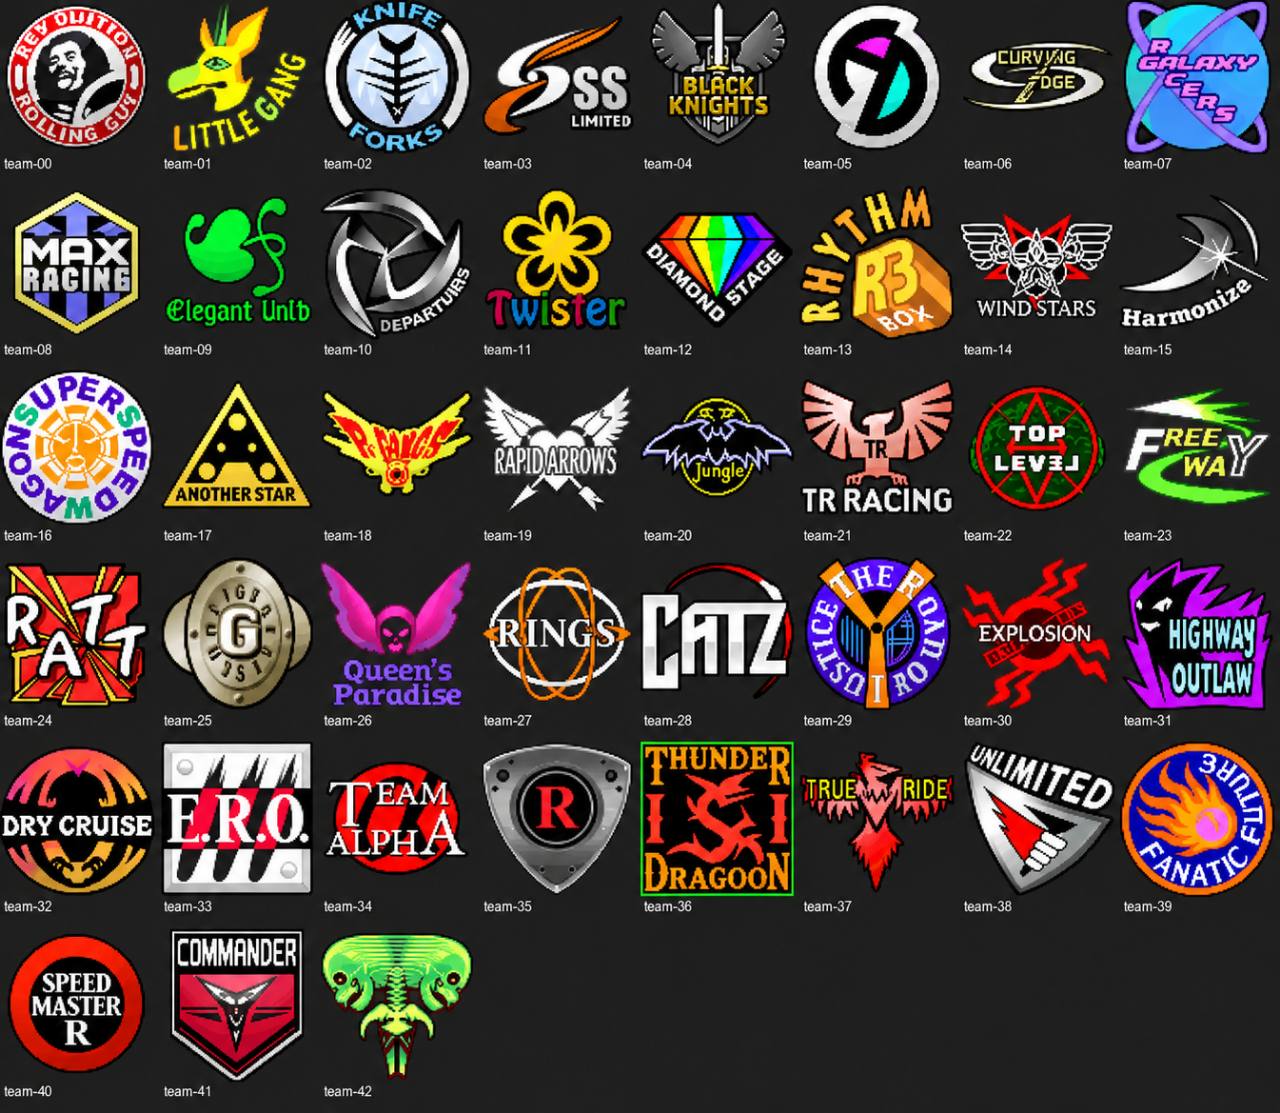 REVOLUTION
ROLLING GUY
team-00
LITTLE GANG
team-01
KNIFE
FORKS
team-02
SS
LIMITED
team-03
BLACK
KNIGHTS
team-04
team-05
CURVING
EDGE
team-06
GALAXY
RACERS
team-07
MAX
RACING
team-08
Elegant Unit
team-09
DEPARTUIRS
team-10
Twister
team-11
DIAMOND STAGE
team-12
RHYTHM
RB
BOX
team-13
WIND STARS
team-14
Harmonize
team-15
SUPER SPEED WAGONS
team-16
ANOTHER STAR
team-17
GANGS
team-18
RAPID ARROWS
team-19
Jungle
team-20
TR
TR RACING
team-21
TOP
LEVEL
team-22
FREE
WAY
team-23
RATT
team-24
G
team-25
Queen's
Paradise
team-26
RINGS
team-27
CATZ
team-28
THE
JUSTICE
team-29
EXPLOSION
team-30
HIGHWAY
OUTLAW
team-31
DRY CRUISE
team-32
E.R.O.
team-33
TEAM
ALPHA
team-34
R
team-35
THUNDER
DRAGOON
team-36
TRUE RIDE
team-37
UNLIMITED
team-38
FANATIC FUTURE
team-39
SPEED
MASTER
R
team-40
COMMANDER
team-41
team-42